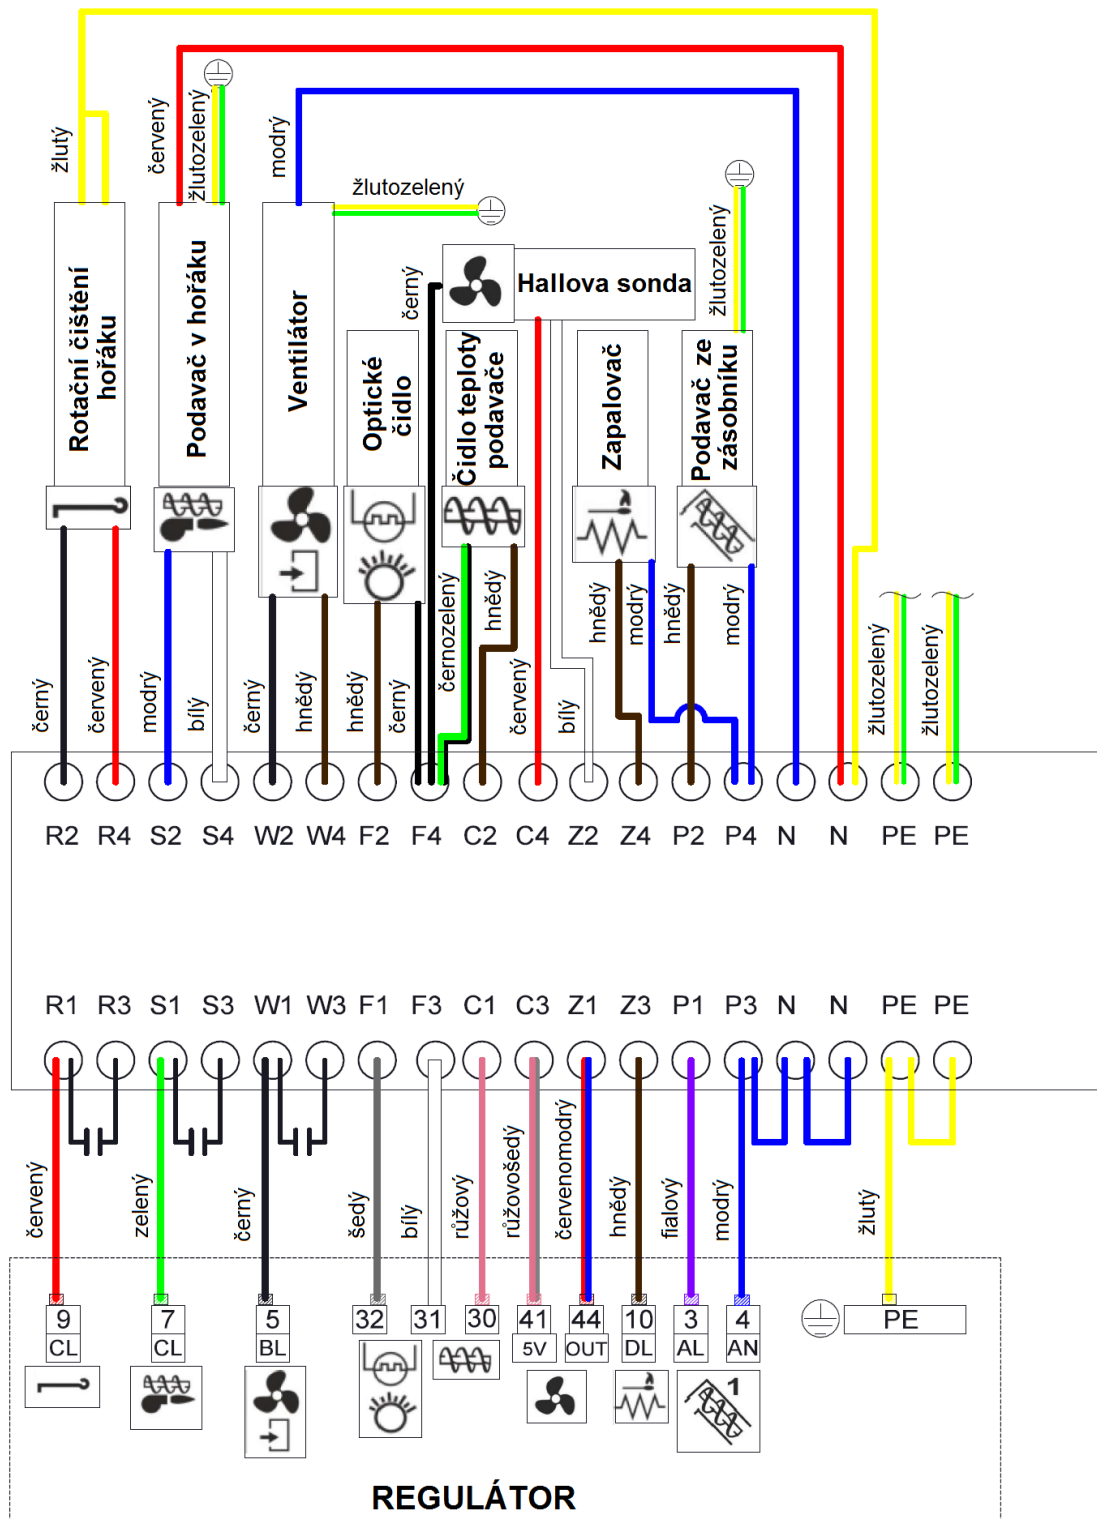 žlutý
červený
žlutozelený
modrý
žlutozelený
žlutozelený
černý
Hallova sonda
Rotační čištění
hořáku
Podavač v hořáku
Ventilátor
Optické
čidlo
Čidlo teploty
podavače
Zapalovač
Podavač ze
zásobníku
černý
červený
modrý
bílý
černý
hnědý
hnědý
černý
černozelený
hnědý
červený
bílý
hnědý
modrý
hnědý
modrý
žlutozelený
žlutozelený
R2 R4 S2 S4 W2 W4 F2 F4 C2 C4 Z2 Z4 P2 P4 N N PE PE
R1 R3 S1 S3 W1 W3 F1 F3 C1 C3 Z1 Z3 P1 P3 N N PE PE
červený
zelený
černý
šedý
bílý
růžový
růžovošedý
červenomodrý
hnědý
fialový
modrý
žlutý
9 7 5 32 31 30 41 44 10 3 4 PE
CL CL BL 5V OUT DL AL AN
1
REGULÁTOR